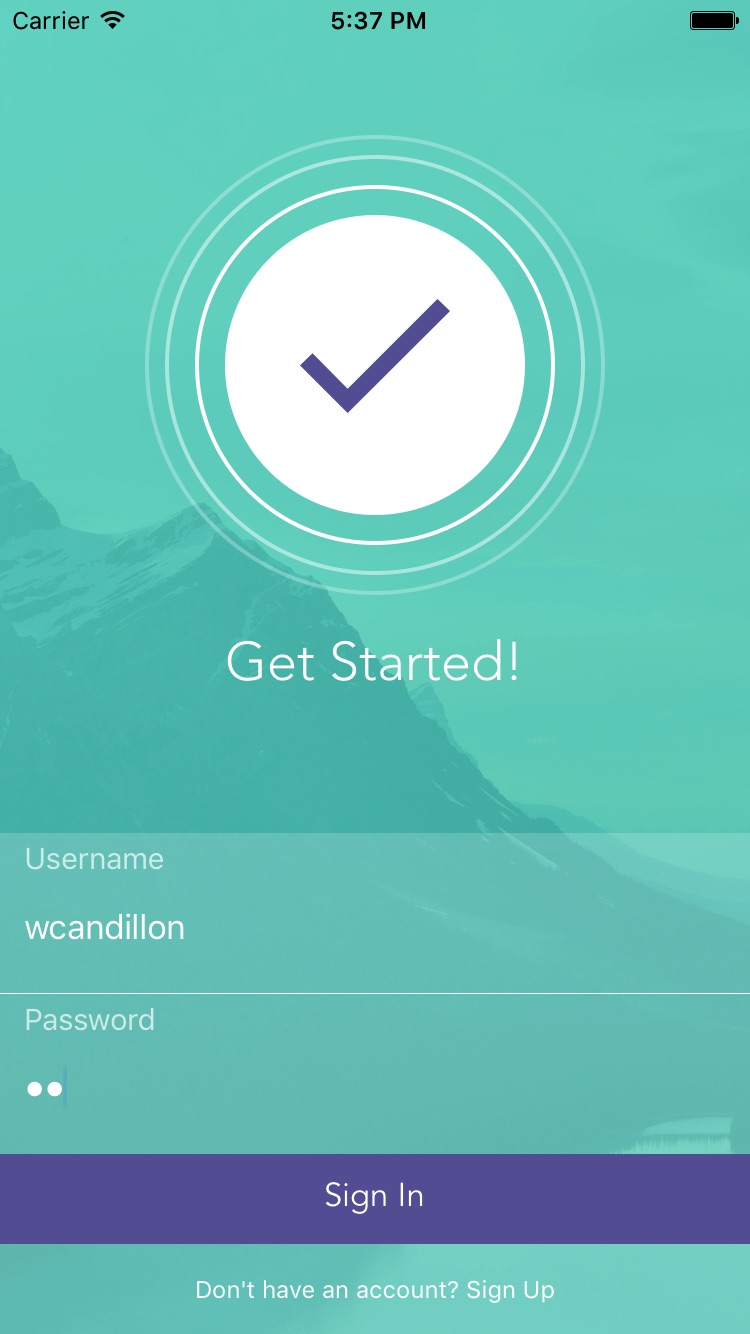 Carrier 5:37 PM
Get Started!
Username
wcandillon
Password
Sign In
Don't have an account? Sign Up